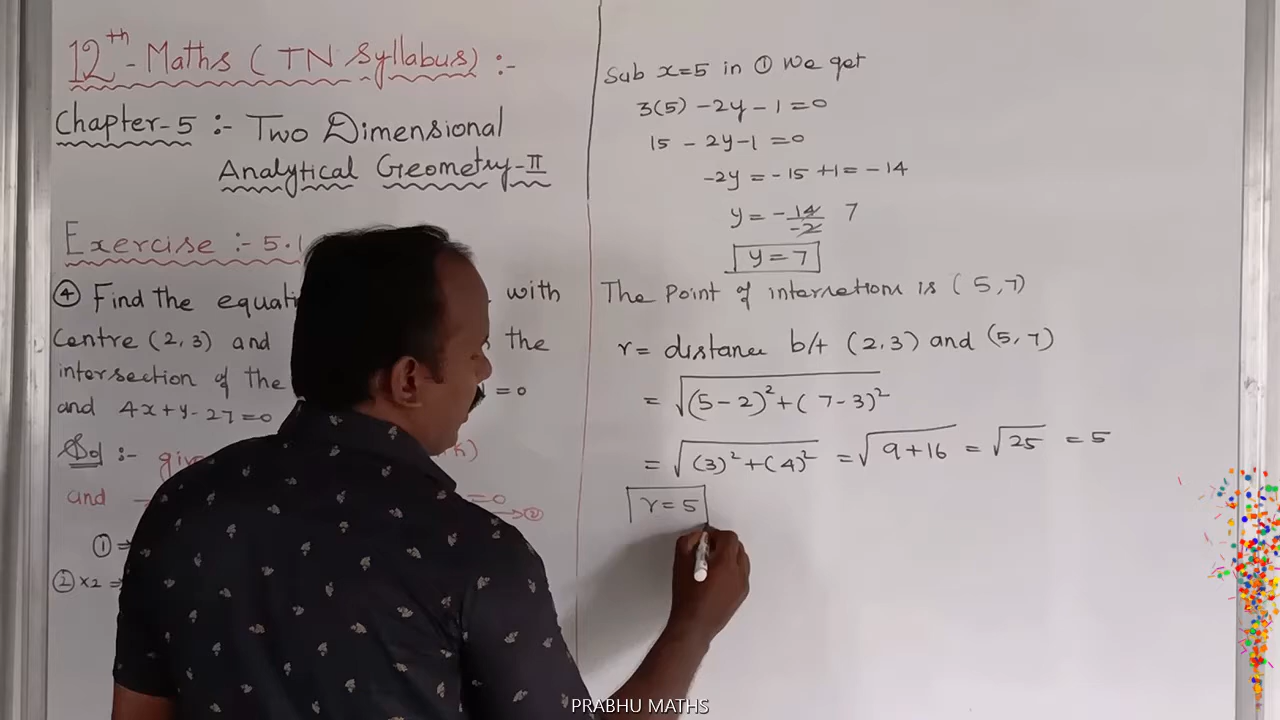 12th - Maths ( TN Syllabus) :-
Chapter-5 :- Two Dimensional
Analytical Geometry-II
Exercise :- 5.1
④ Find the equati with
Centre (2,3) and the
intersection of the =0
and 4x+y-27=0
Sol :- give k)
and =0
→②
①⇒
②×2⇒
Sub x=5 in ① we get
3(5) -2y -1 =0
15 - 2y-1 =0
-2y = -15 +1 = -14
y = -14/-2 7
y = 7
The Point of intersetions is ( 5,7)
r = distance b/t (2,3) and (5,7)
= √(5-2)²+( 7-3)²
= √(3)²+(4)² = √9+16 = √25 = 5
r = 5
PRABHU MATHS